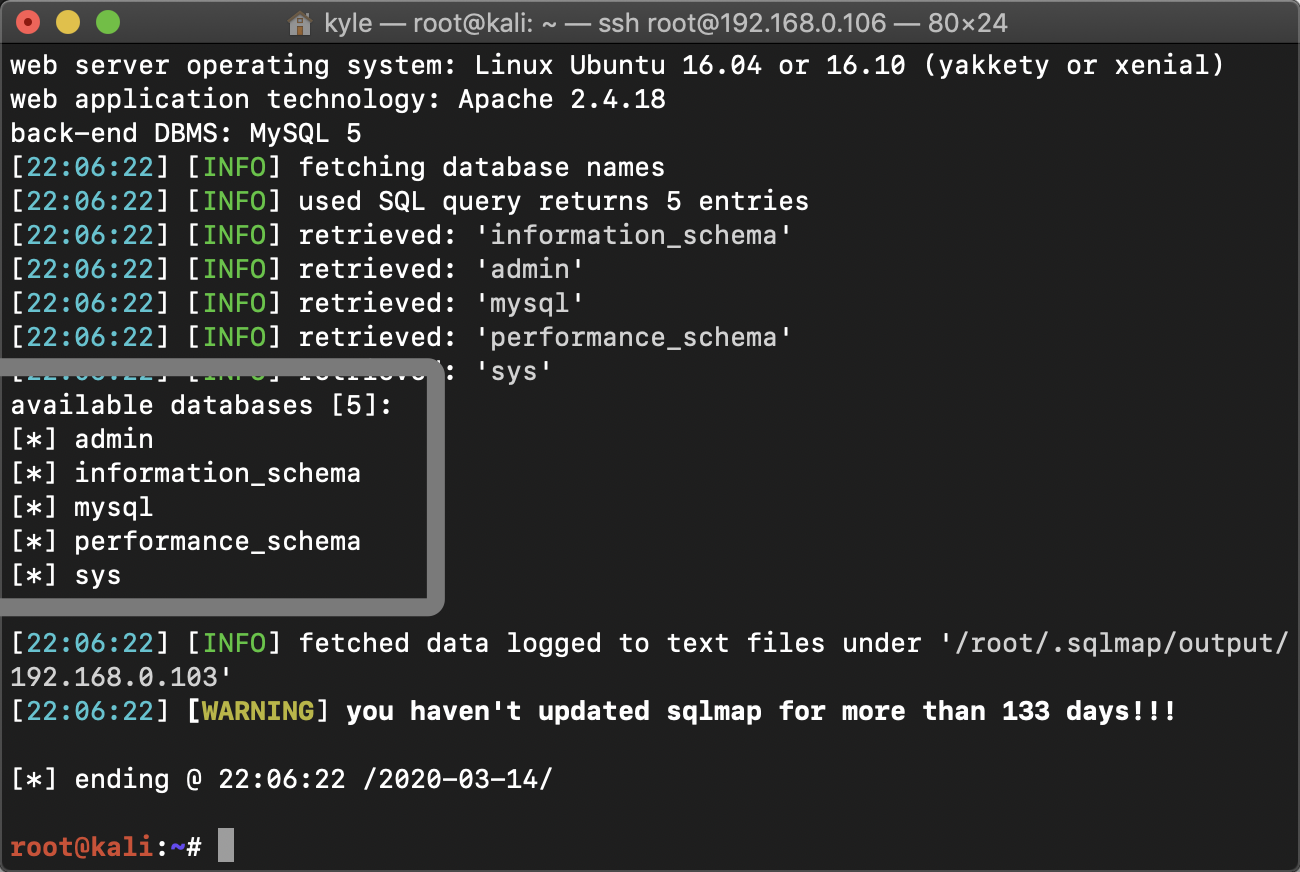 kyle — root@kali: ~ — ssh root@192.168.0.106 — 80×24
web server operating system: Linux Ubuntu 16.04 or 16.10 (yakkety or xenial)
web application technology: Apache 2.4.18
back-end DBMS: MySQL 5
[22:06:22] [INFO] fetching database names
[22:06:22] [INFO] used SQL query returns 5 entries
[22:06:22] [INFO] retrieved: 'information_schema'
[22:06:22] [INFO] retrieved: 'admin'
[22:06:22] [INFO] retrieved: 'mysql'
[22:06:22] [INFO] retrieved: 'performance_schema'
[22:06:22] [INFO] retrieved: 'sys'
available databases [5]:
[*] admin
[*] information_schema
[*] mysql
[*] performance_schema
[*] sys
[22:06:22] [INFO] fetched data logged to text files under '/root/.sqlmap/output/
192.168.0.103'
[22:06:22] [WARNING] you haven't updated sqlmap for more than 133 days!!!
[*] ending @ 22:06:22 /2020-03-14/
root@kali:~#